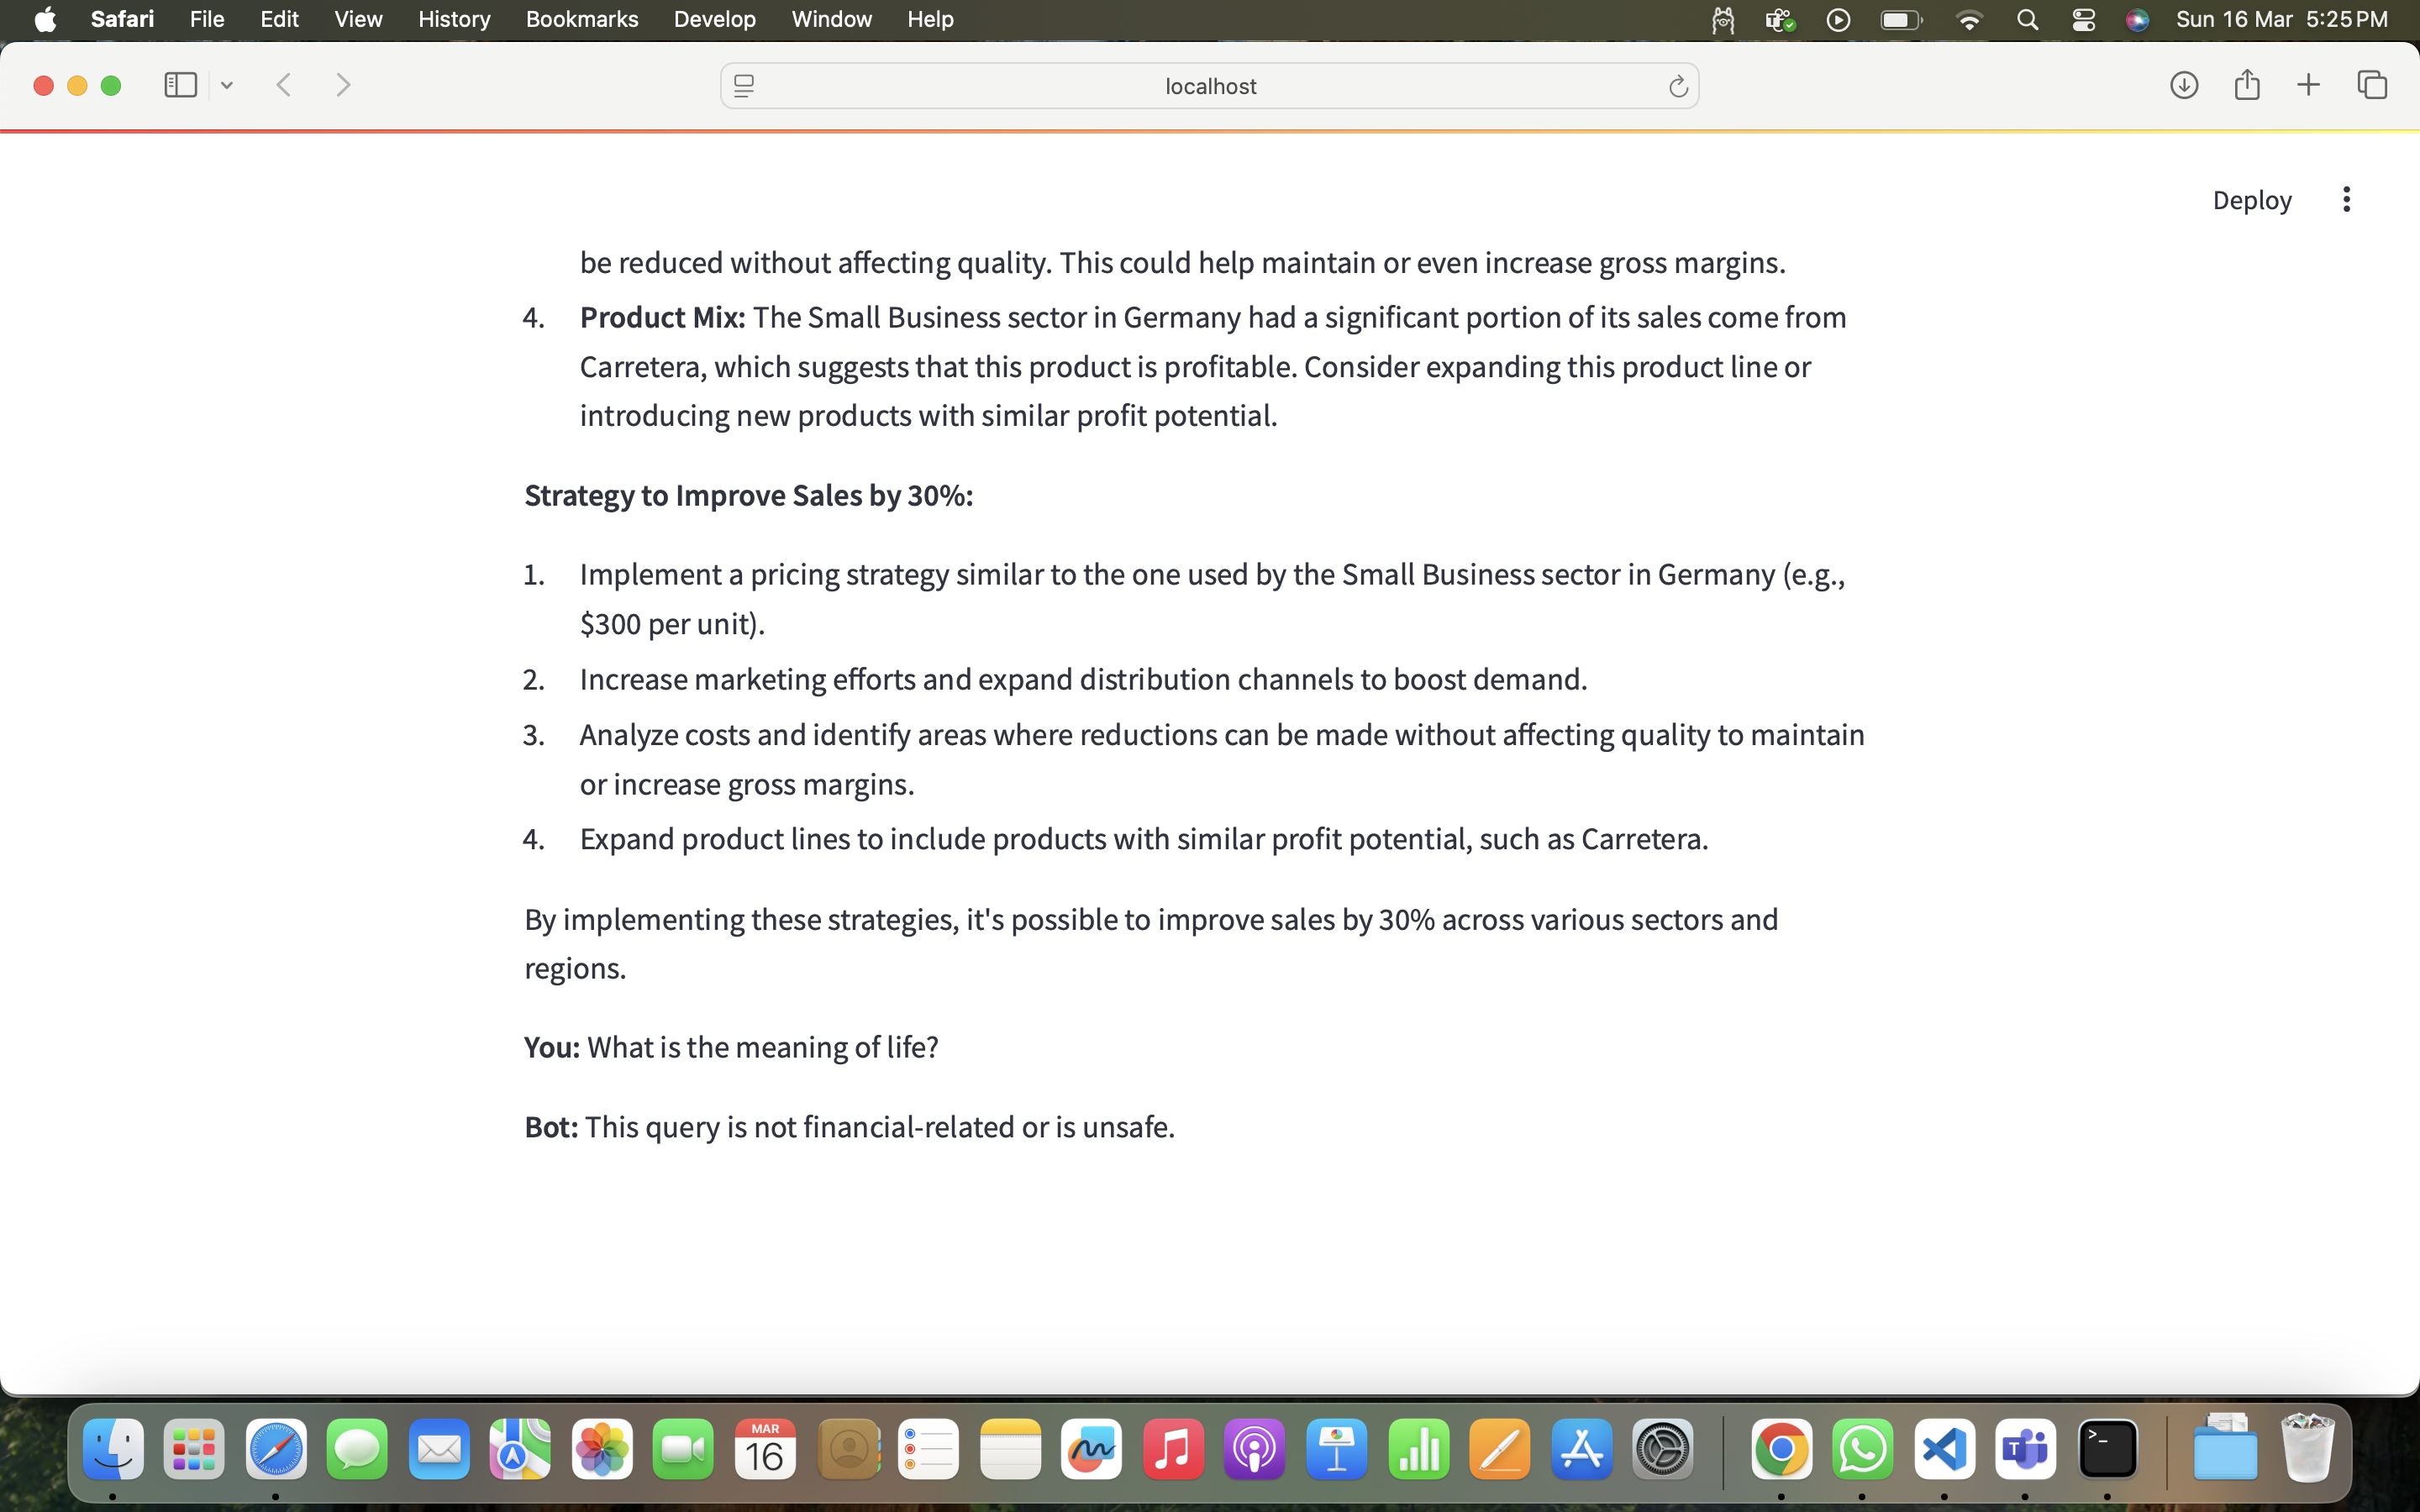 Safari File Edit View History Bookmarks Develop Window Help Sun 16 Mar 5:25 PM
localhost
Deploy
be reduced without affecting quality. This could help maintain or even increase gross margins.
4. Product Mix: The Small Business sector in Germany had a significant portion of its sales come from
Carretera, which suggests that this product is profitable. Consider expanding this product line or
introducing new products with similar profit potential.
Strategy to Improve Sales by 30%:
1. Implement a pricing strategy similar to the one used by the Small Business sector in Germany (e.g.,
$300 per unit).
2. Increase marketing efforts and expand distribution channels to boost demand.
3. Analyze costs and identify areas where reductions can be made without affecting quality to maintain
or increase gross margins.
4. Expand product lines to include products with similar profit potential, such as Carretera.
By implementing these strategies, it's possible to improve sales by 30% across various sectors and
regions.
You: What is the meaning of life?
Bot: This query is not financial-related or is unsafe.
MAR
16
T
>_